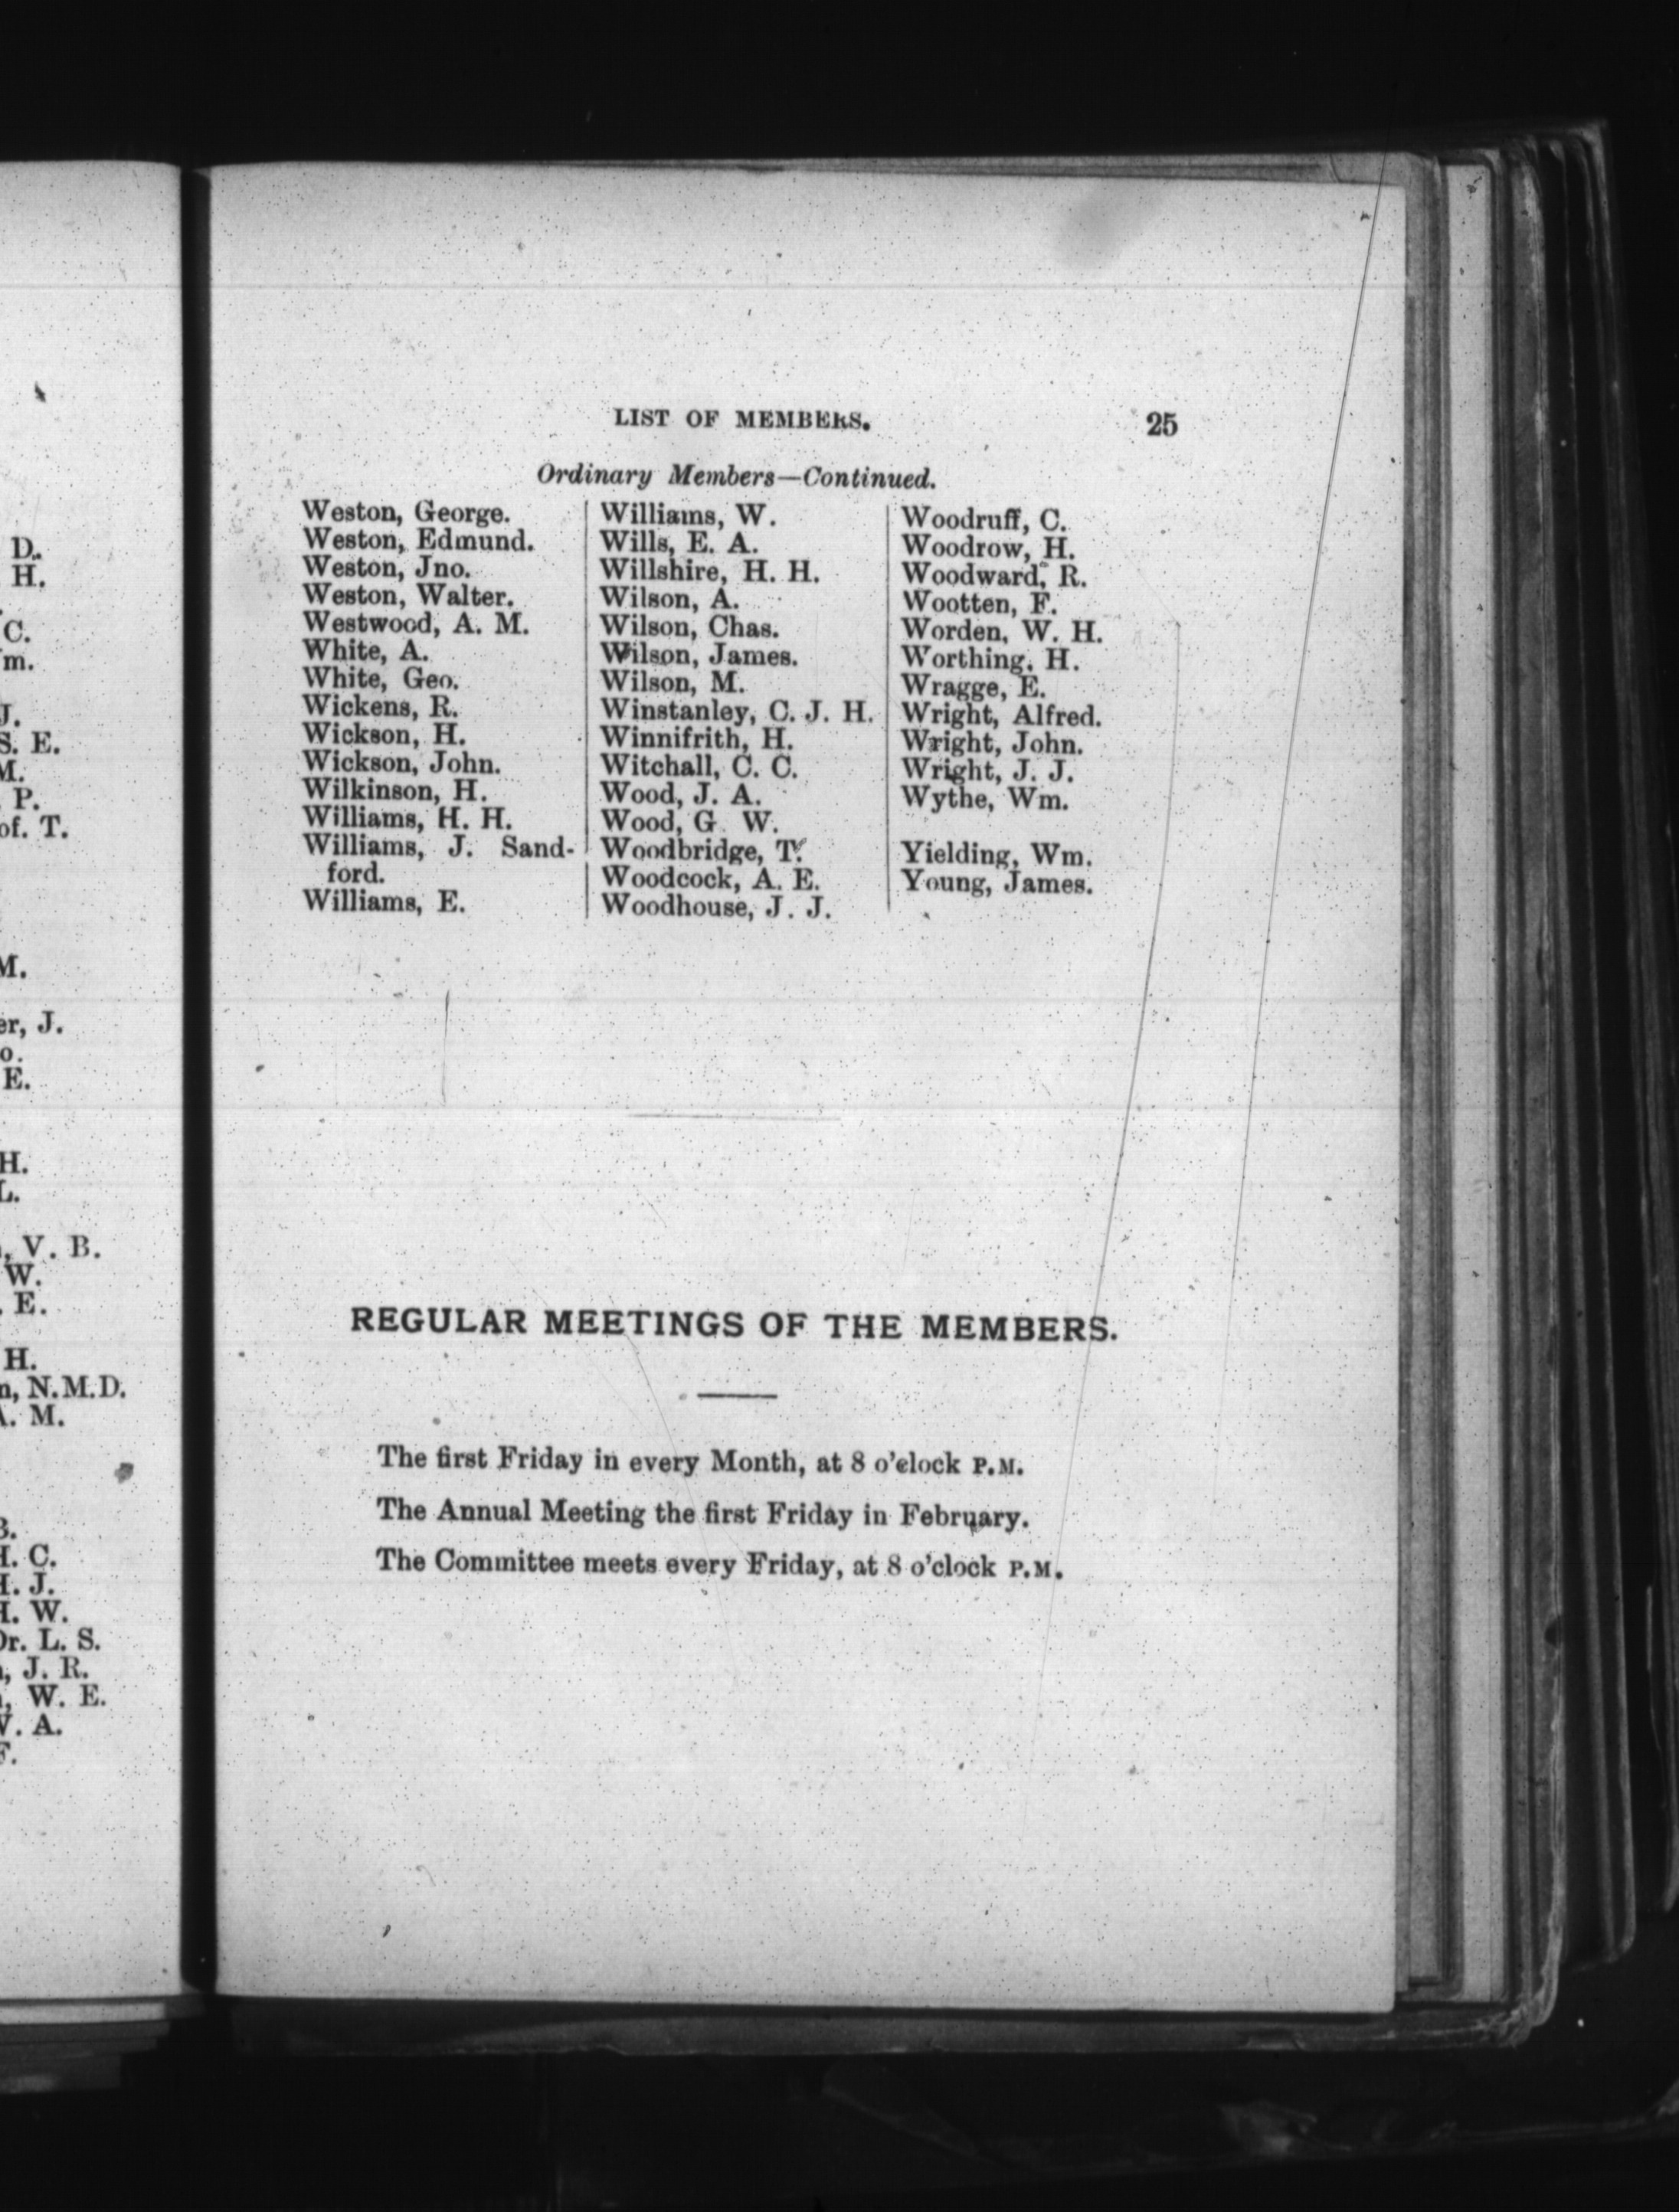 D.
H.
C.
m.
J.
S. E.
M.
P.
of. T.
M.
er, J.
o.
E.
H.
L.
, V. B.
W.
. E.
H.
n, N.M.D.
A. M.
B.
H. C.
H. J.
H. W.
Dr. L. S.
, J. R.
, W. E.
V. A.
F.
LIST OF MEMBERS. 25
Ordinary Members—Continued.
Weston, George.
Weston, Edmund.
Weston, Jno.
Weston, Walter.
Westwood, A. M.
White, A.
White, Geo.
Wickens, R.
Wickson, H.
Wickson, John.
Wilkinson, H.
Williams, H. H.
Williams, J. Sand-
ford.
Williams, E.
Williams, W.
Wills, E. A.
Willshire, H. H.
Wilson, A.
Wilson, Chas.
Wilson, James.
Wilson, M.
Winstanley, C. J. H.
Winnifrith, H.
Witchall, C. C.
Wood, J. A.
Wood, G. W.
Woodbridge, T.
Woodcock, A. E.
Woodhouse, J. J.
Woodruff, C.
Woodrow, H.
Woodward, R.
Wootten, F.
Worden, W. H.
Worthing, H.
Wragge, E.
Wright, Alfred.
Wright, John.
Wright, J. J.
Wythe, Wm.
Yielding, Wm.
Young, James.
REGULAR MEETINGS OF THE MEMBERS.
The first Friday in every Month, at 8 o'clock P.M.
The Annual Meeting the first Friday in February.
The Committee meets every Friday, at 8 o'clock P.M.